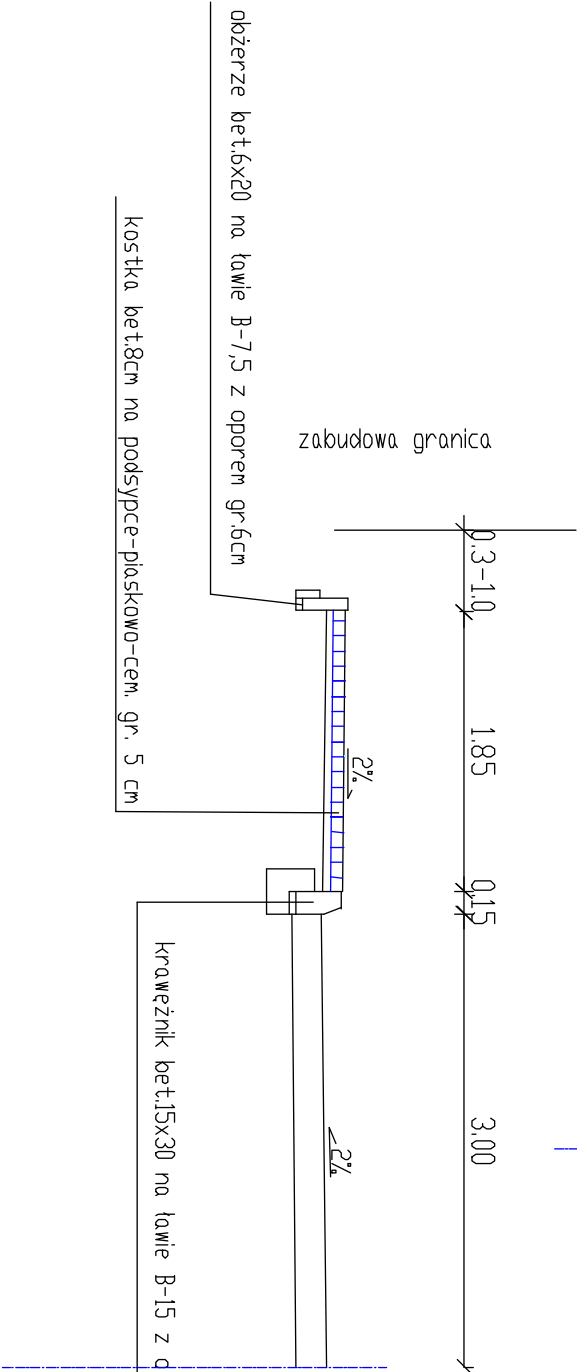 obżerze bet.6x20 na ławie B-7,5 z oporem gr.6cm
kostka bet.8cm na podsypce-piaskowo-cem. gr. 5 cm
krawężnik bet.15x30 na ławie B-15 z
zabudowa granica
0.3-1.0
1.85
0.15
3.00
2%
2%